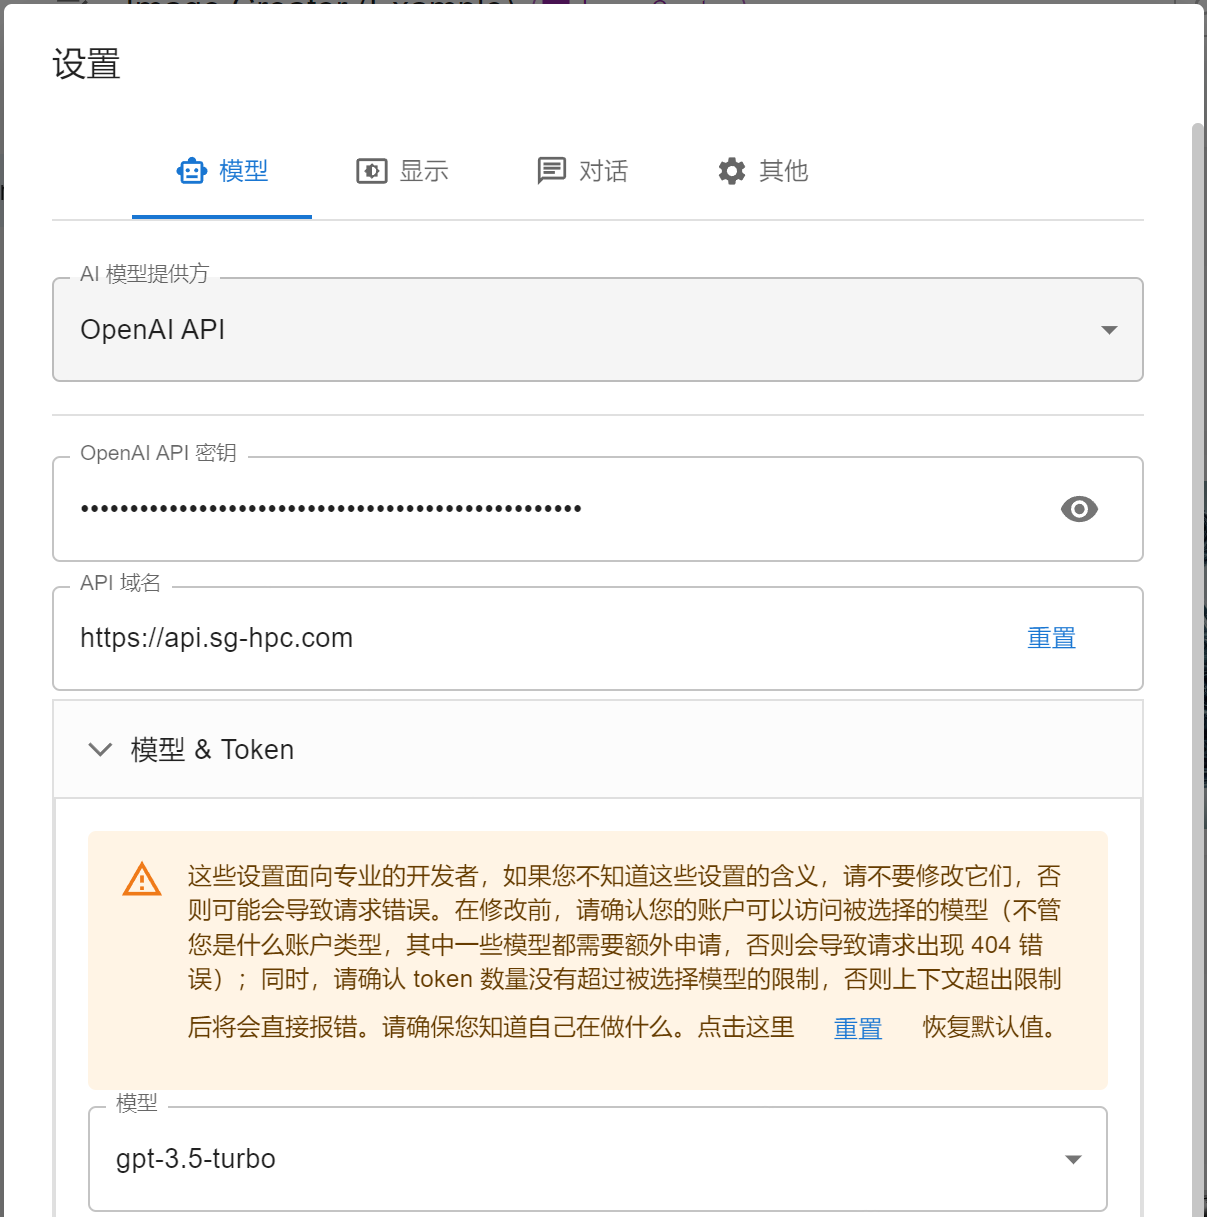 设置
模型
显示
对话
其他
AI 模型提供方
OpenAI API
OpenAI API 密钥
••••••••••••••••••••••••••••••••••••••••••••••••••••
API 域名
https://api.sg-hpc.com
重置
模型 & Token
这些设置面向专业的开发者，如果您不知道这些设置的含义，请不要修改它们，否
则可能会导致请求错误。在修改前，请确认您的账户可以访问被选择的模型（不管
您是什么账户类型，其中一些模型都需要额外申请，否则会导致请求出现 404 错
误）；同时，请确认 token 数量没有超过被选择模型的限制，否则上下文超出限制
后将会直接报错。请确保您知道自己在做什么。点击这里 重置 恢复默认值。
模型
gpt-3.5-turbo